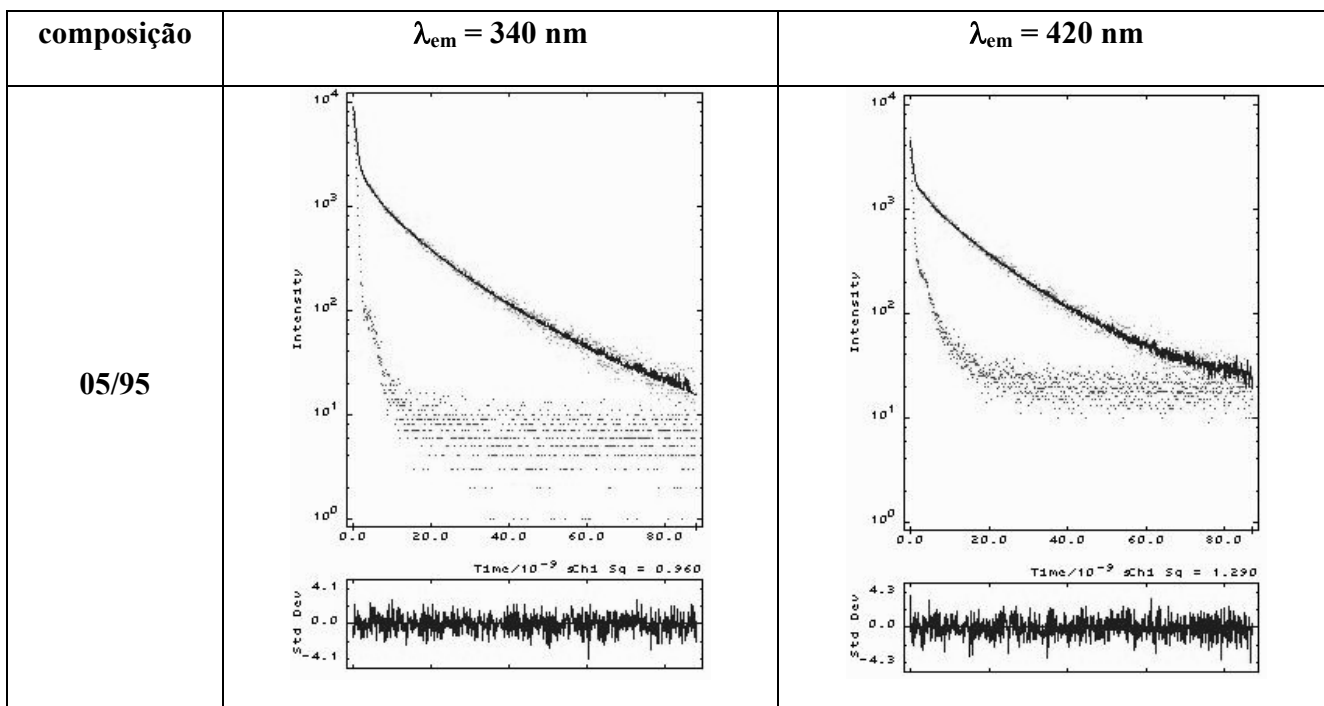 composição
λem = 340 nm
λem = 420 nm
05/95
10⁴
10³
10²
10¹
10⁰
Intensity
0.0 20.0 40.0 60.0 80.0
Time/10⁻⁹ sChi Sq = 0.960
4.1
0.0
-4.1
Std Dev
10⁴
10³
10²
10¹
10⁰
Intensity
0.0 20.0 40.0 60.0 80.0
Time/10⁻⁹ sChi Sq = 1.290
4.3
0.0
-4.3
Std Dev